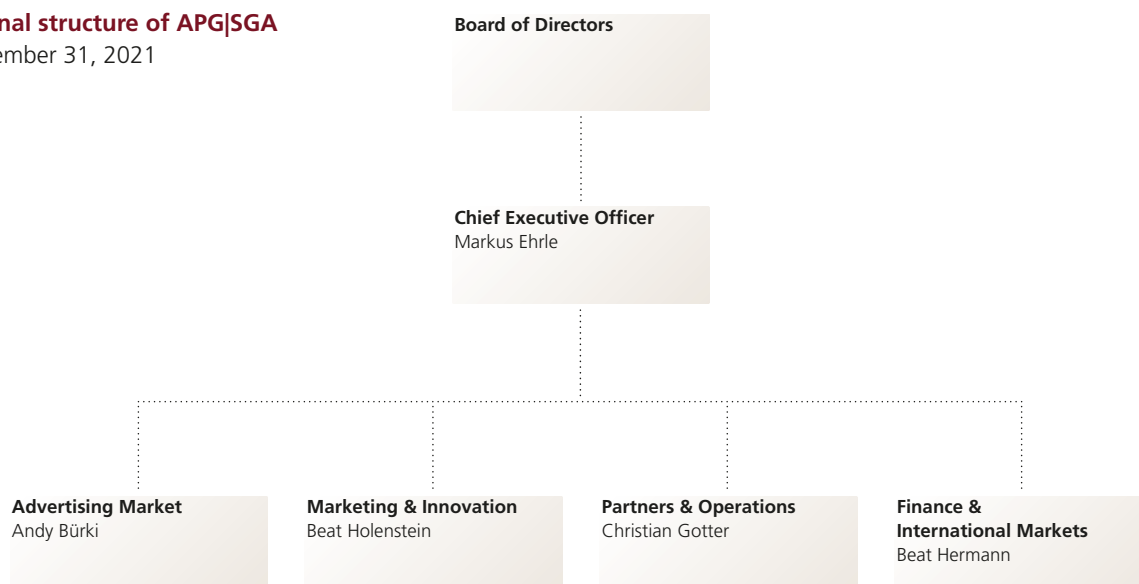 nal structure of APG|SGA
ember 31, 2021
Board of Directors
Chief Executive Officer
Markus Ehrle
Advertising Market
Andy Bürki
Marketing & Innovation
Beat Holenstein
Partners & Operations
Christian Gotter
Finance &
International Markets
Beat Hermann